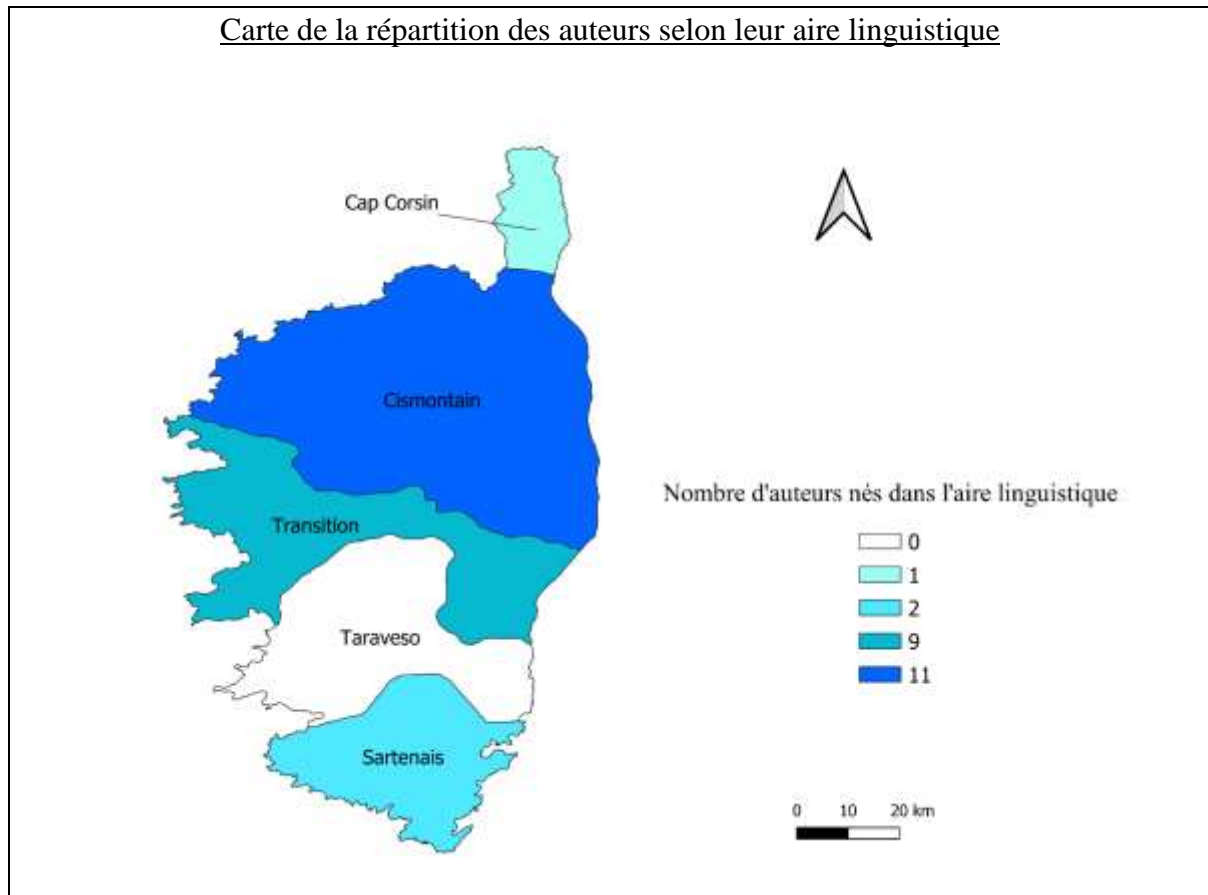 Carte de la répartition des auteurs selon leur aire linguistique
Cap Corsin
Cismontain
Transition
Taraveso
Sartenais
Nombre d'auteurs nés dans l'aire linguistique
0
1
2
9
11
0 10 20 km